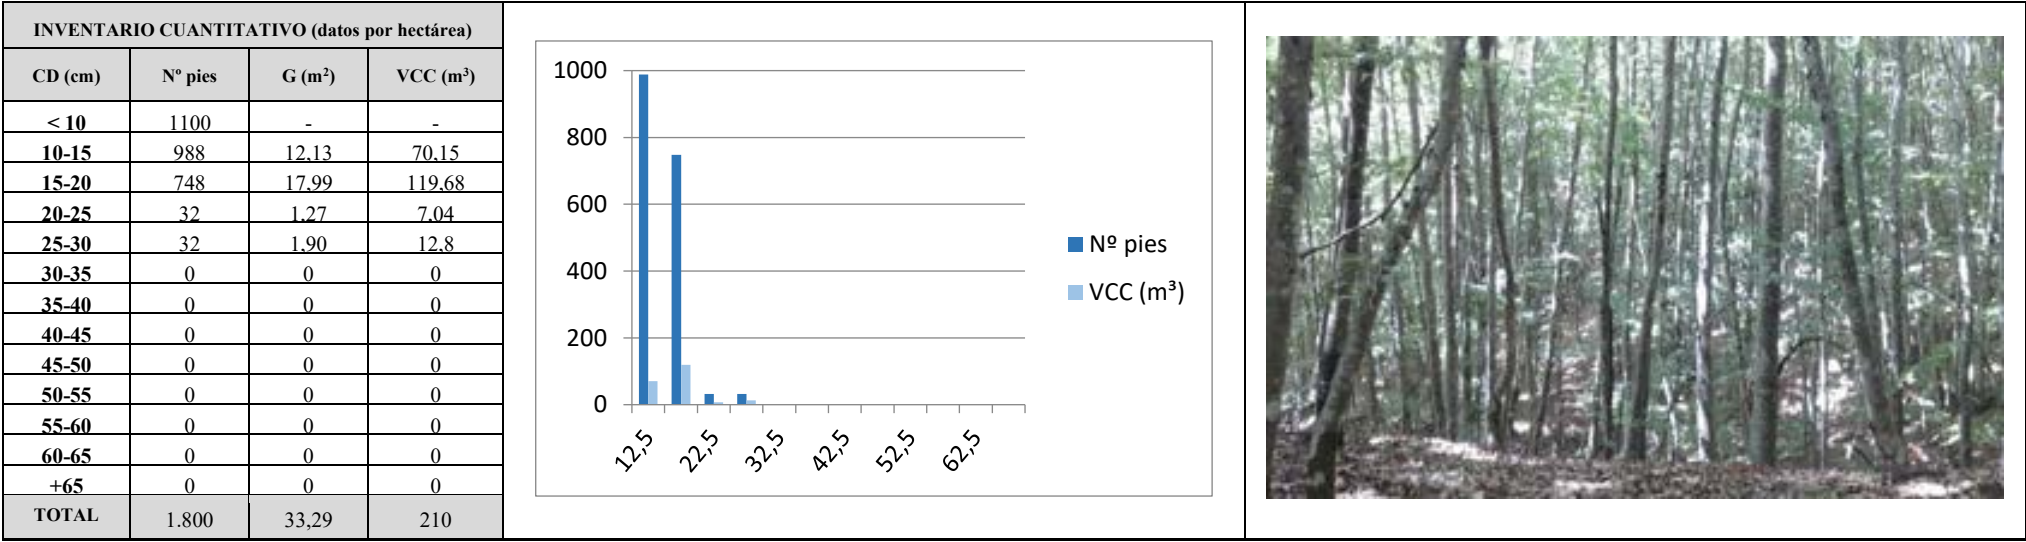 INVENTARIO CUANTITATIVO (datos por hectárea)
CD (cm) Nº pies G (m²) VCC (m³)
< 10 1100 - -
10-15 988 12,13 70,15
15-20 748 17,99 119,68
20-25 32 1,27 7,04
25-30 32 1,90 12,8
30-35 0 0 0
35-40 0 0 0
40-45 0 0 0
45-50 0 0 0
50-55 0 0 0
55-60 0 0 0
60-65 0 0 0
+65 0 0 0
TOTAL 1.800 33,29 210
1000
800
600
400
200
0
12,5 22,5 32,5 42,5 52,5 62,5
Nº pies
VCC (m³)